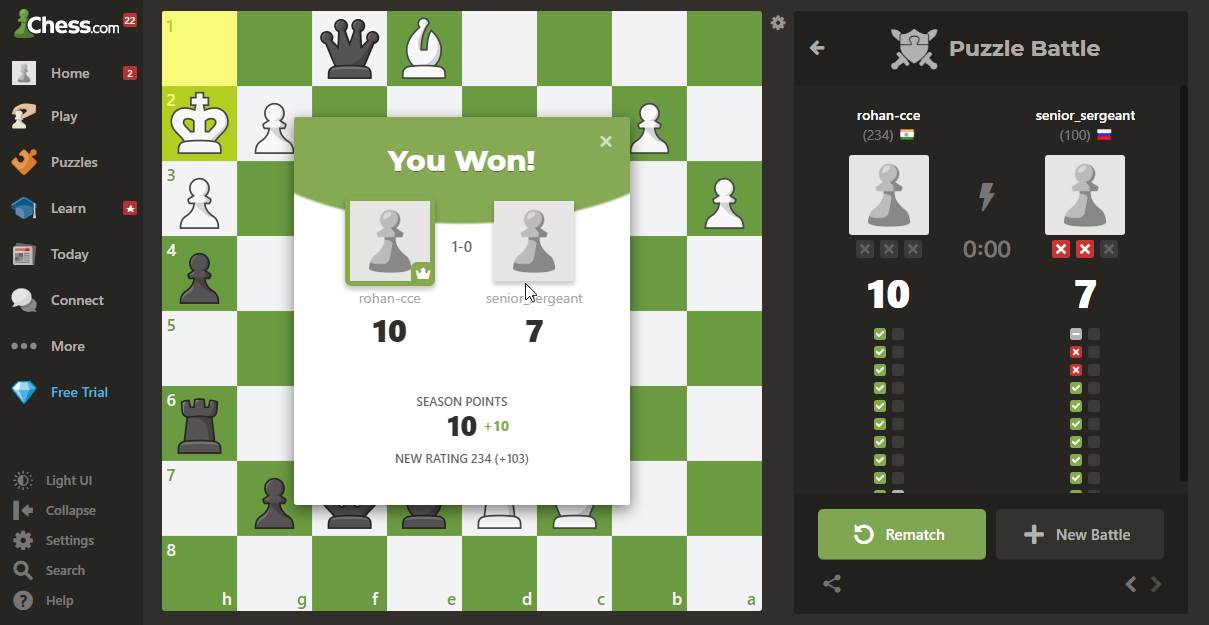 Chess.com 22
Home 2
Play
Puzzles
Learn
Today
Connect
More
Free Trial
Light UI
Collapse
Settings
Search
Help
1
2
3
4
5
6
7
8
h g f e d c b a
You Won!
1-0
rohan-cce senior_sergeant
10 7
SEASON POINTS
10 +10
NEW RATING 234 (+103)
Puzzle Battle
rohan-cce senior_sergeant
(234) (100)
0:00
10 7
Rematch New Battle